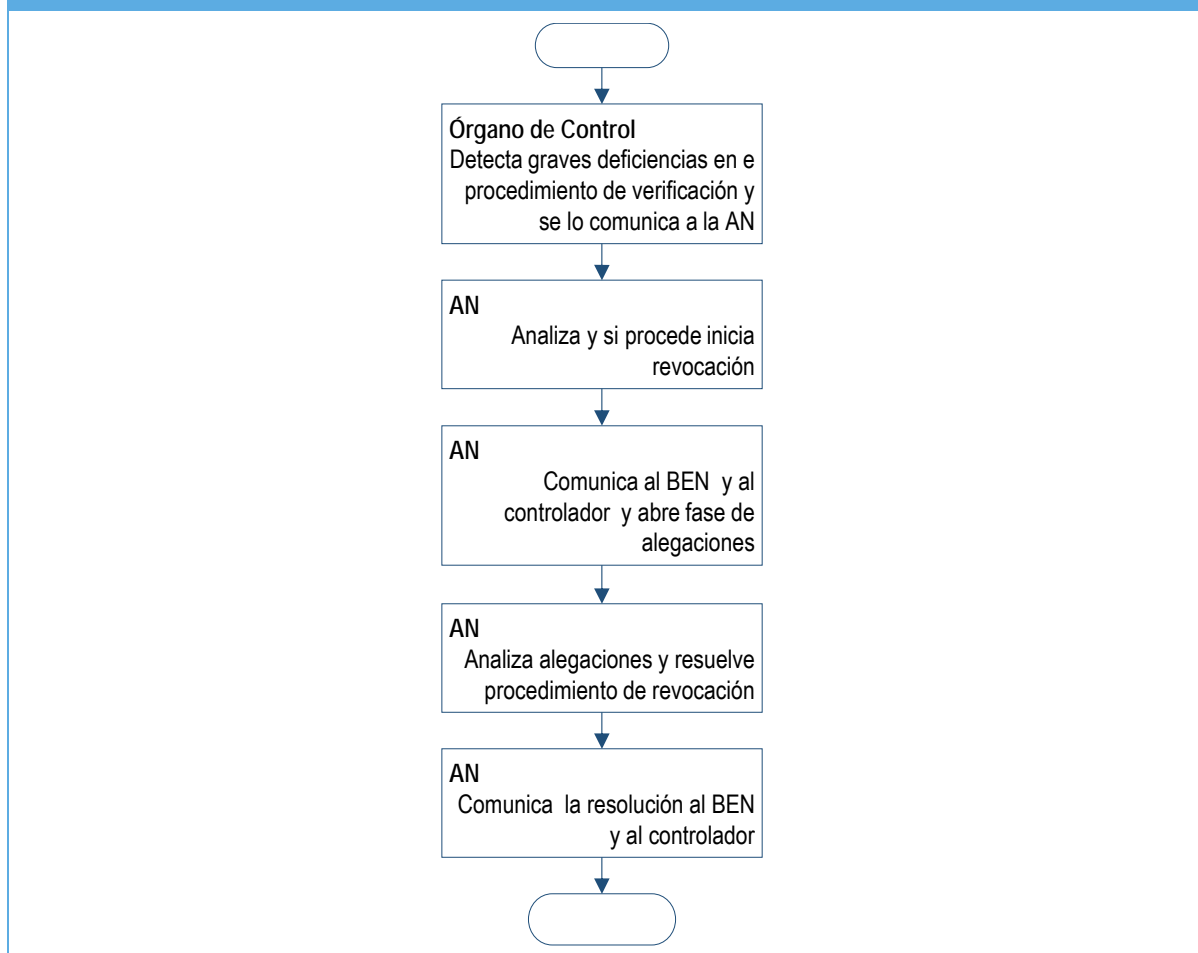 Órgano de Control
Detecta graves deficiencias en e
procedimiento de verificación y
se lo comunica a la AN
AN
Analiza y si procede inicia
revocación
AN
Comunica al BEN y al
controlador y abre fase de
alegaciones
AN
Analiza alegaciones y resuelve
procedimiento de revocación
AN
Comunica la resolución al BEN
y al controlador